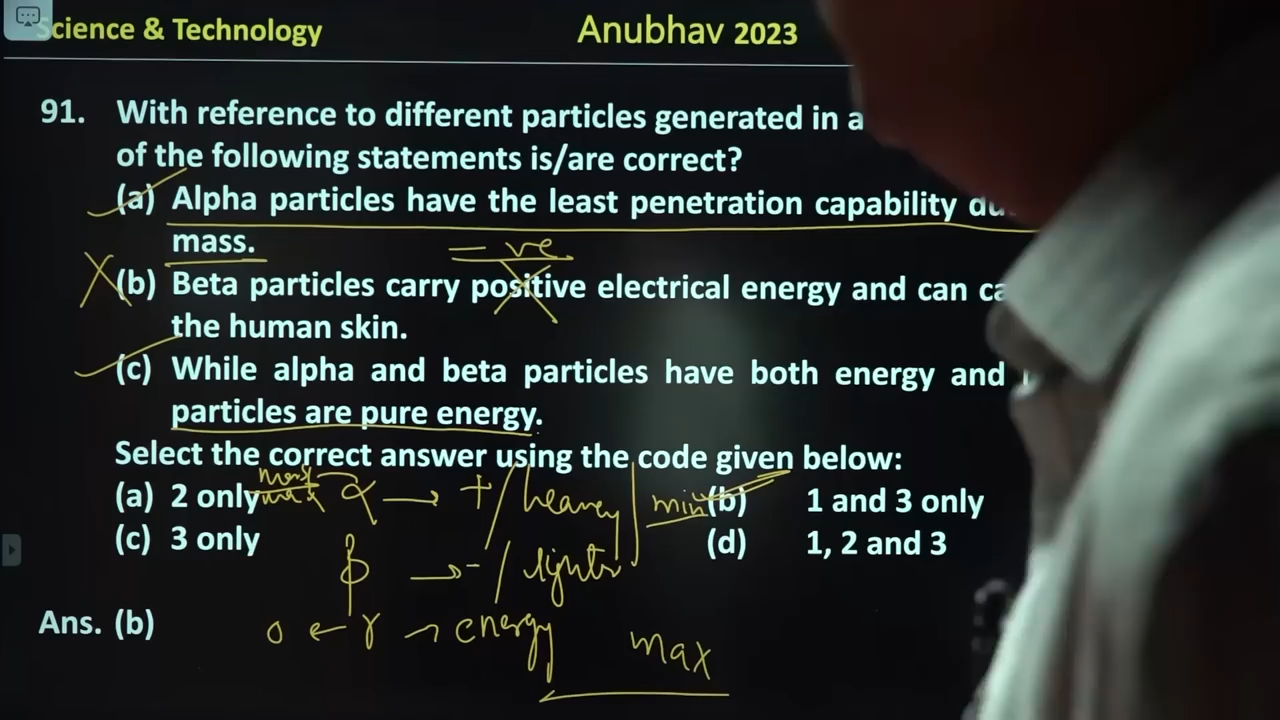 Science & Technology
Anubhav 2023
91. With reference to different particles generated in a
of the following statements is/are correct?
(a) Alpha particles have the least penetration capability
mass.
= ve
(b) Beta particles carry positive electrical energy and can
the human skin.
(c) While alpha and beta particles have both energy and
particles are pure energy.
Select the correct answer using the code given below:
(a) 2 only
max
α → + / heavy
min
(b) 1 and 3 only
(c) 3 only
(d) 1, 2 and 3
β → - / lighter
Ans. (b)
0 ← γ → energy
max